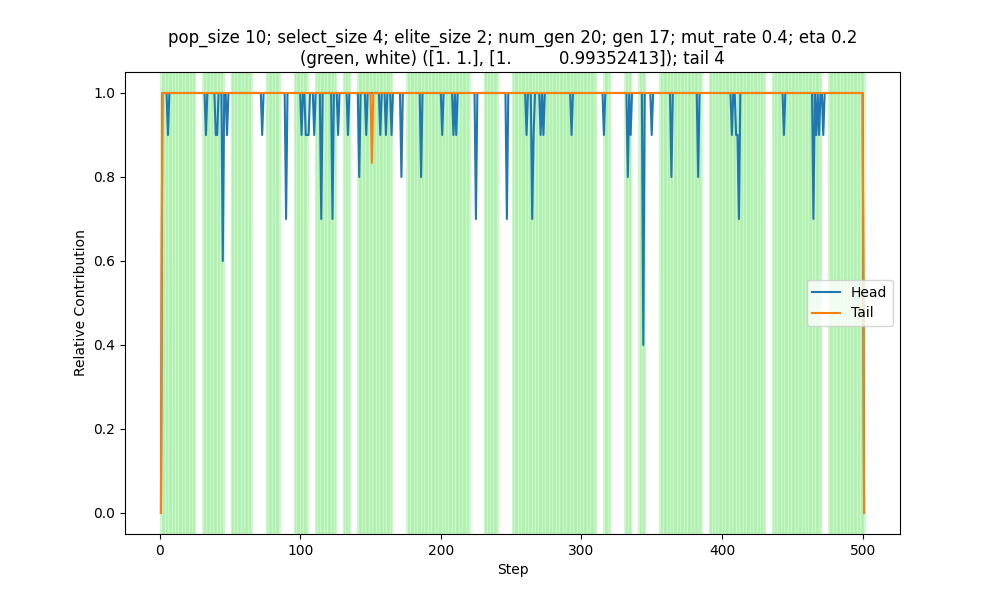 pop_size 10; select_size 4; elite_size 2; num_gen 20; gen 17; mut_rate 0.4; eta 0.2
(green, white) ([1. 1.], [1.         0.99352413]); tail 4
1.0
0.8
0.6
0.4
0.2
0.0
Relative Contribution
Head
Tail
0
100
200
300
400
500
Step